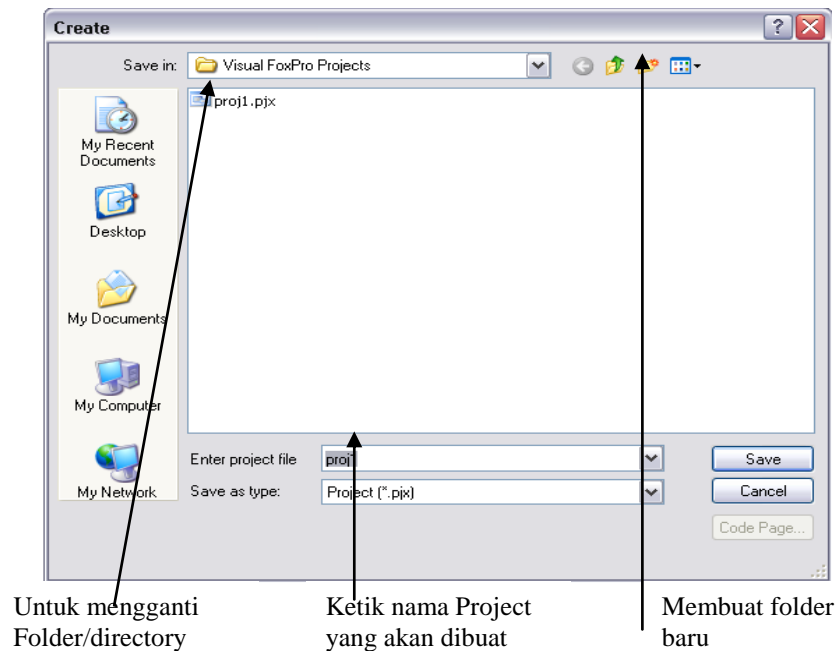 Create
Save in: Visual FoxPro Projects
proj1.pjx
My Recent
Documents
Desktop
My Documents
My Computer
My Network
Enter project file proj1
Save
Save as type: Project (*.pjx)
Cancel
Code Page...
Untuk mengganti
Folder/directory
Ketik nama Project
yang akan dibuat
Membuat folder
baru